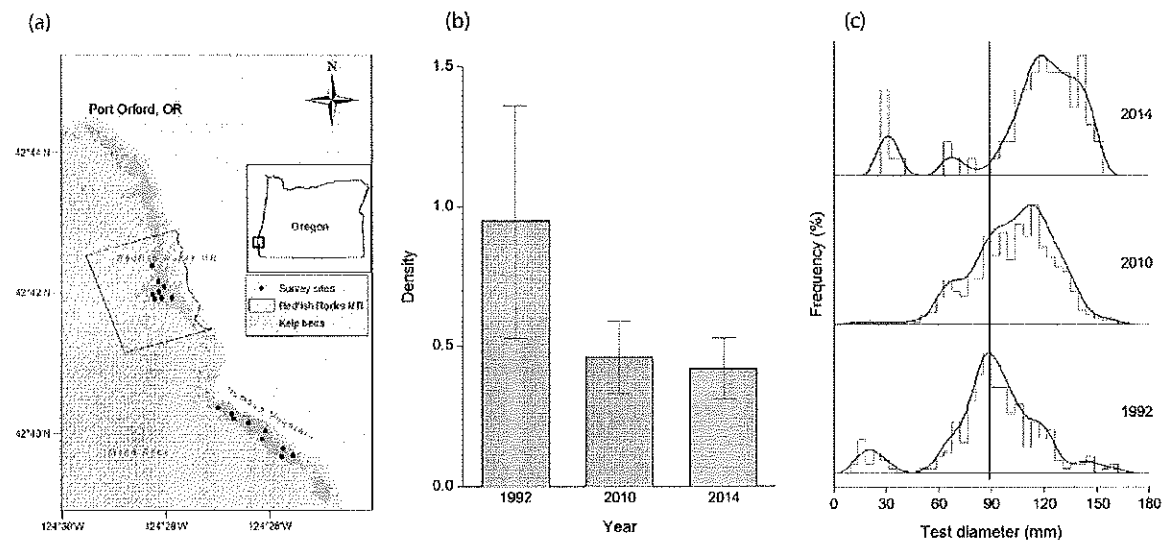 (a)
Port Orford, OR
N
42°44'N
Oregon
Survey sites
Redfish Rocks MR
Kelp beds
42°42'N
42°40'N
124°30'W
124°28'W
124°26'W
(b)
1.5
1.0
0.5
0.0
Density
1992
2010
2014
Year
(c)
2014
2010
1992
Frequency (%)
0
30
60
90
120
150
180
Test diameter (mm)